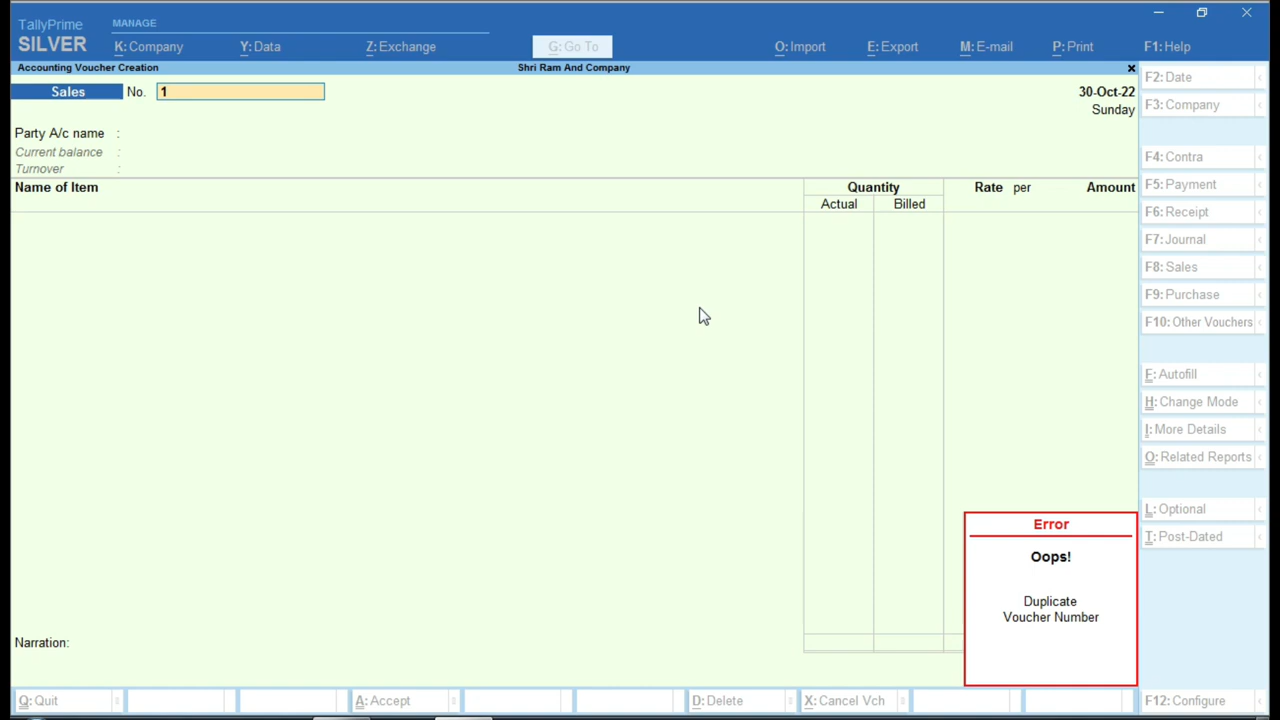 TallyPrime
MANAGE
SILVER
K: Company
Y: Data
Z: Exchange
G: Go To
O: Import
E: Export
M: E-mail
P: Print
F1: Help
Accounting Voucher Creation
Shri Ram And Company
Sales
No.
1
30-Oct-22
Sunday
Party A/c name :
Current balance :
Turnover :
Name of Item
Quantity
Rate per
Amount
Actual
Billed
Narration:
F2: Date
F3: Company
F4: Contra
F5: Payment
F6: Receipt
F7: Journal
F8: Sales
F9: Purchase
F10: Other Vouchers
F: Autofill
H: Change Mode
I: More Details
O: Related Reports
L: Optional
T: Post-Dated
Error
Oops!
Duplicate
Voucher Number
Q: Quit
A: Accept
D: Delete
X: Cancel Vch
F12: Configure